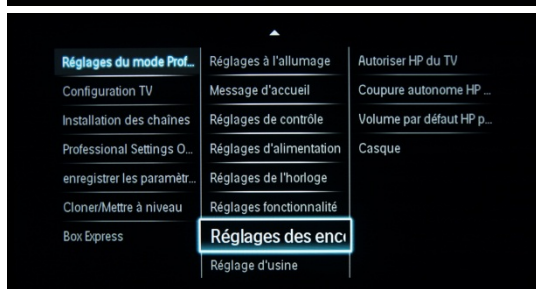 Réglages du mode Prof...
Configuration TV
Installation des chaînes
Professional Settings O...
enregistrer les paramètr...
Cloner/Mettre à niveau
Box Express
Réglages à l'allumage
Message d'accueil
Réglages de contrôle
Réglages d'alimentation
Réglages de l'horloge
Réglages fonctionnalité
Réglages des enc
Réglage d'usine
Autoriser HP du TV
Coupure autonome HP ...
Volume par défaut HP p...
Casque